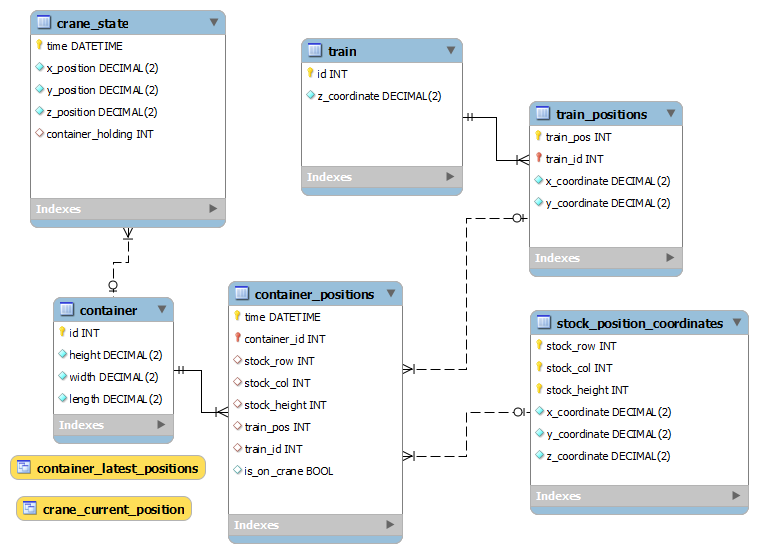 crane_state
time DATETIME
x_position DECIMAL(2)
y_position DECIMAL(2)
z_position DECIMAL(2)
container_holding INT
Indexes
train
id INT
z_coordinate DECIMAL(2)
Indexes
train_positions
train_pos INT
train_id INT
x_coordinate DECIMAL(2)
y_coordinate DECIMAL(2)
Indexes
container
id INT
height DECIMAL(2)
width DECIMAL(2)
length DECIMAL(2)
Indexes
container_positions
time DATETIME
container_id INT
stock_row INT
stock_col INT
stock_height INT
train_pos INT
train_id INT
is_on_crane BOOL
Indexes
stock_position_coordinates
stock_row INT
stock_col INT
stock_height INT
x_coordinate DECIMAL(2)
y_coordinate DECIMAL(2)
z_coordinate DECIMAL(2)
Indexes
container_latest_positions
crane_current_position